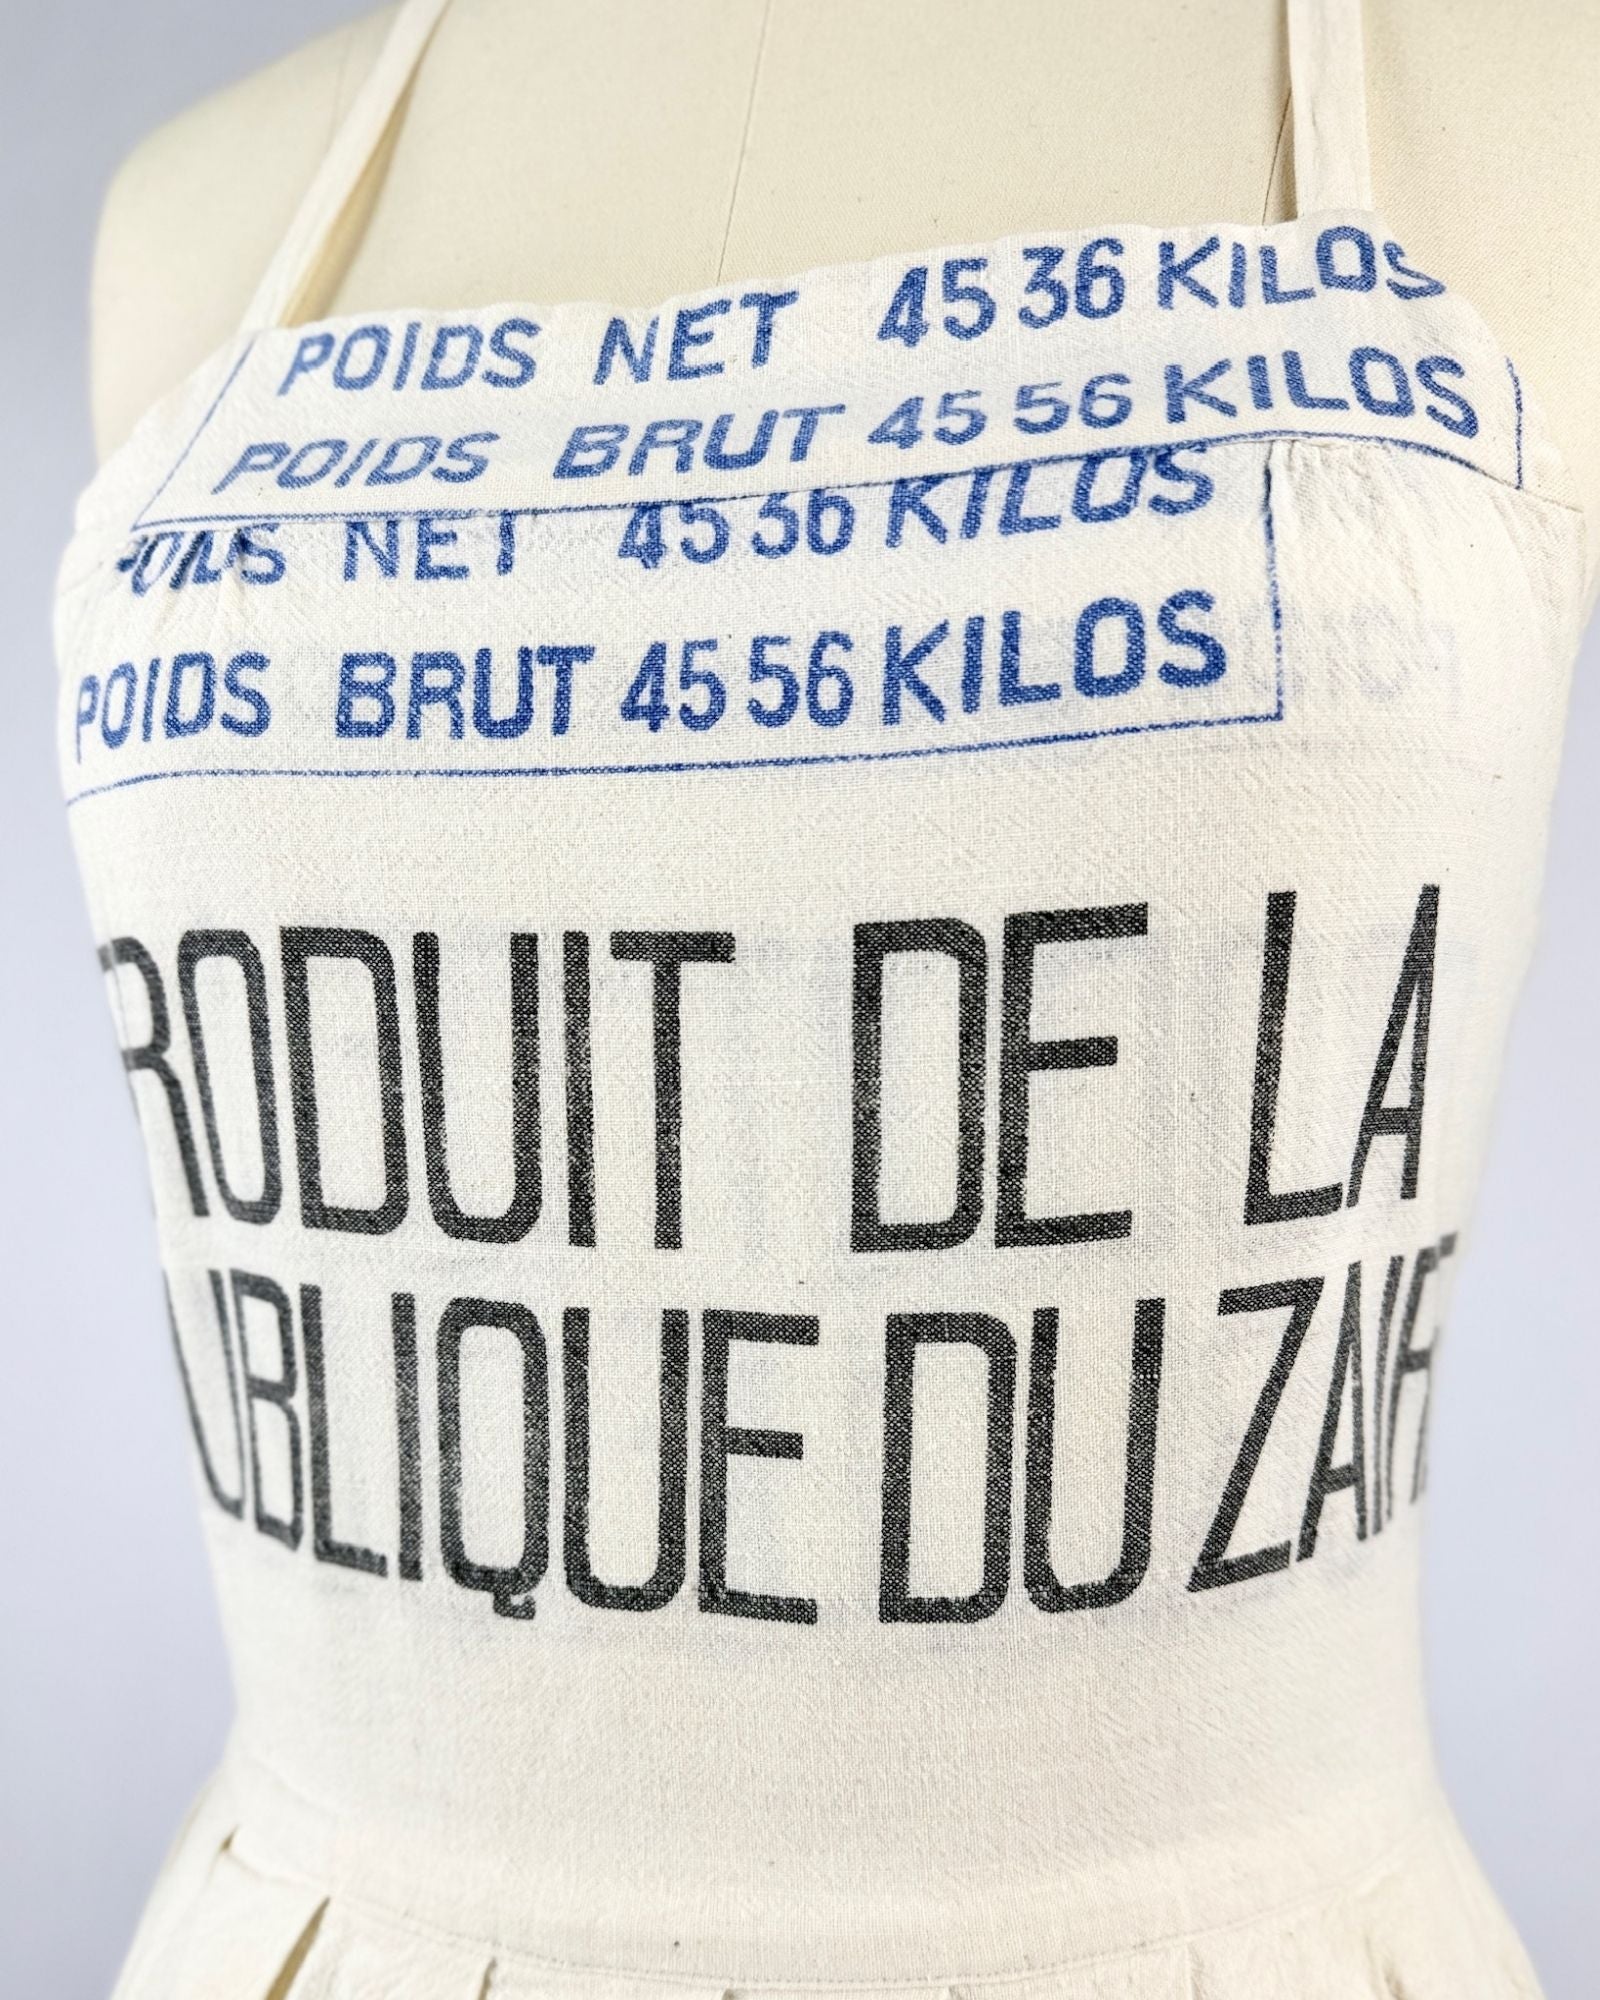 POIDS NET 45 36 KILOS
POIDS BRUT 45 56 KILOS
POIDS NET 45 36 KILOS
POIDS BRUT 45 56 KILOS
RODUIT DE LA
UBLIQUE DU ZAIR